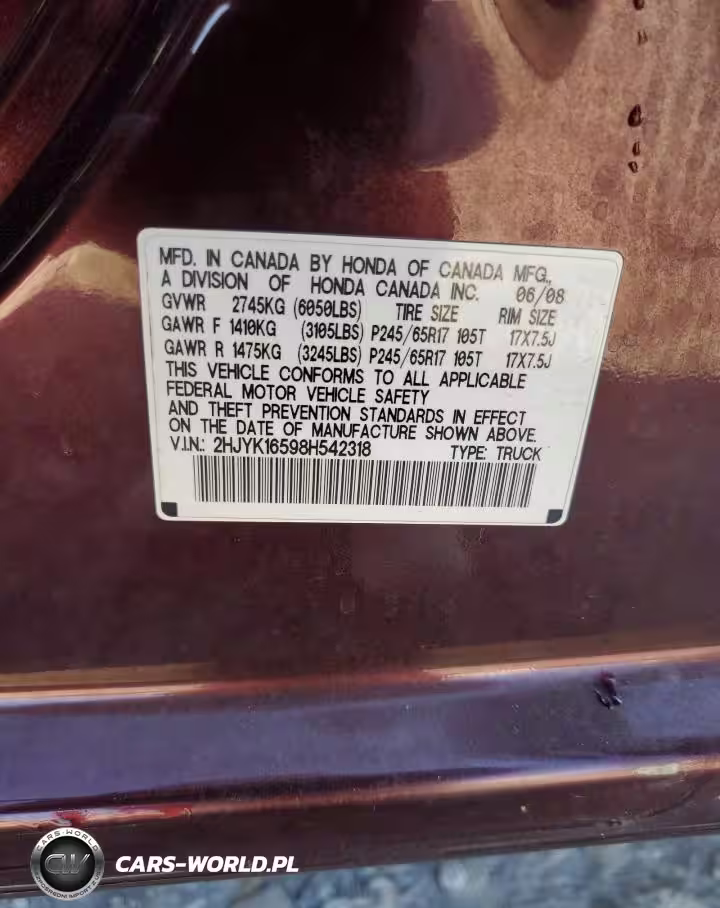 MFD. IN CANADA BY HONDA OF CANADA MFG.,
A DIVISION OF HONDA CANADA INC. 06/08
GVWR 2745KG (6050LBS) TIRE SIZE RIM SIZE
GAWR F 1410KG (3105LBS) P245/65R17 105T 17X7.5J
GAWR R 1475KG (3245LBS) P245/65R17 105T 17X7.5J
THIS VEHICLE CONFORMS TO ALL APPLICABLE
FEDERAL MOTOR VEHICLE SAFETY
AND THEFT PREVENTION STANDARDS IN EFFECT
ON THE DATE OF MANUFACTURE SHOWN ABOVE.
V.I.N.: 2HJYK16598H542318 TYPE: TRUCK
CARS-WORLD
CW
CARS-WORLD.PL